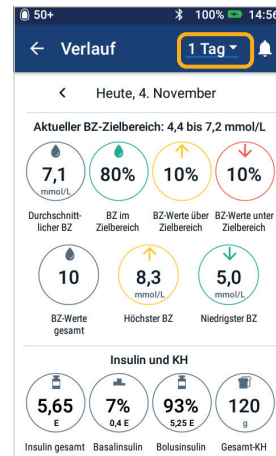 50+ 100% 14:56
Verlauf 1 Tag
Heute, 4. November
Aktueller BZ-Zielbereich: 4,4 bis 7,2 mmol/L
7,1 80% 10% 10%
mmol/L
Durchschnitt- BZ im BZ-Werte über BZ-Werte unter
licher BZ Zielbereich Zielbereich Zielbereich
10 8,3 5,0
mmol/L mmol/L
BZ-Werte Höchster BZ Niedrigster BZ
gesamt
Insulin und KH
5,65 7% 93% 120
E 0,4 E 5,25 E g
Insulin gesamt Basalinsulin Bolusinsulin Gesamt-KH